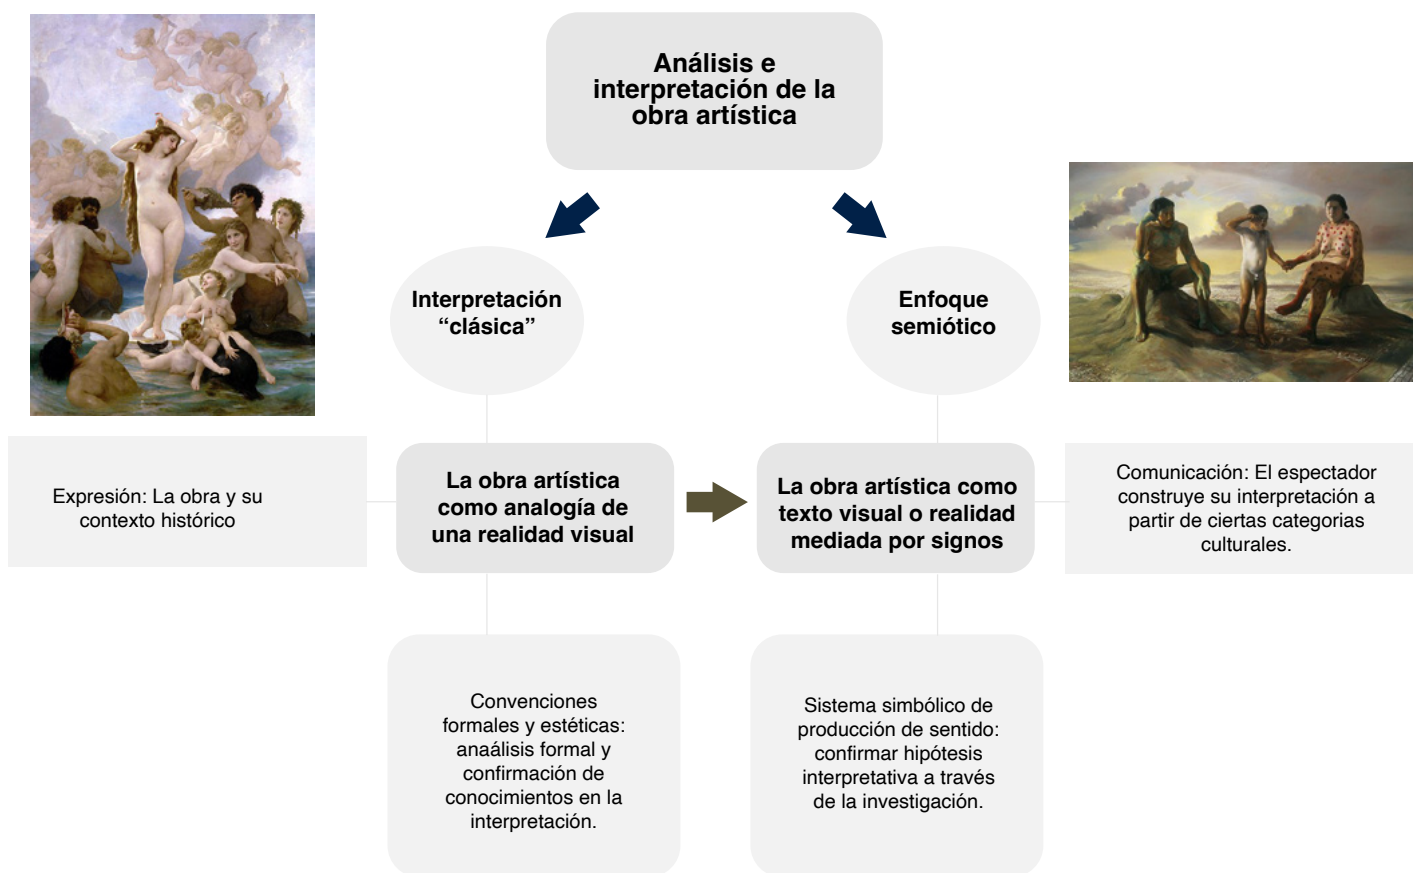 Análisis e
interpretación de la
obra artística
Interpretación
“clásica”
Enfoque
semiótico
Expresión: La obra y su
contexto histórico
La obra artística
como analogía de
una realidad visual
La obra artística como
texto visual o realidad
mediada por signos
Comunicación: El espectador
construye su interpretación a
partir de ciertas categorias
culturales.
Convenciones
formales y estéticas:
anaálisis formal y
confirmación de
conocimientos en la
interpretación.
Sistema simbólico de
producción de sentido:
confirmar hipótesis
interpretativa a través
de la investigación.